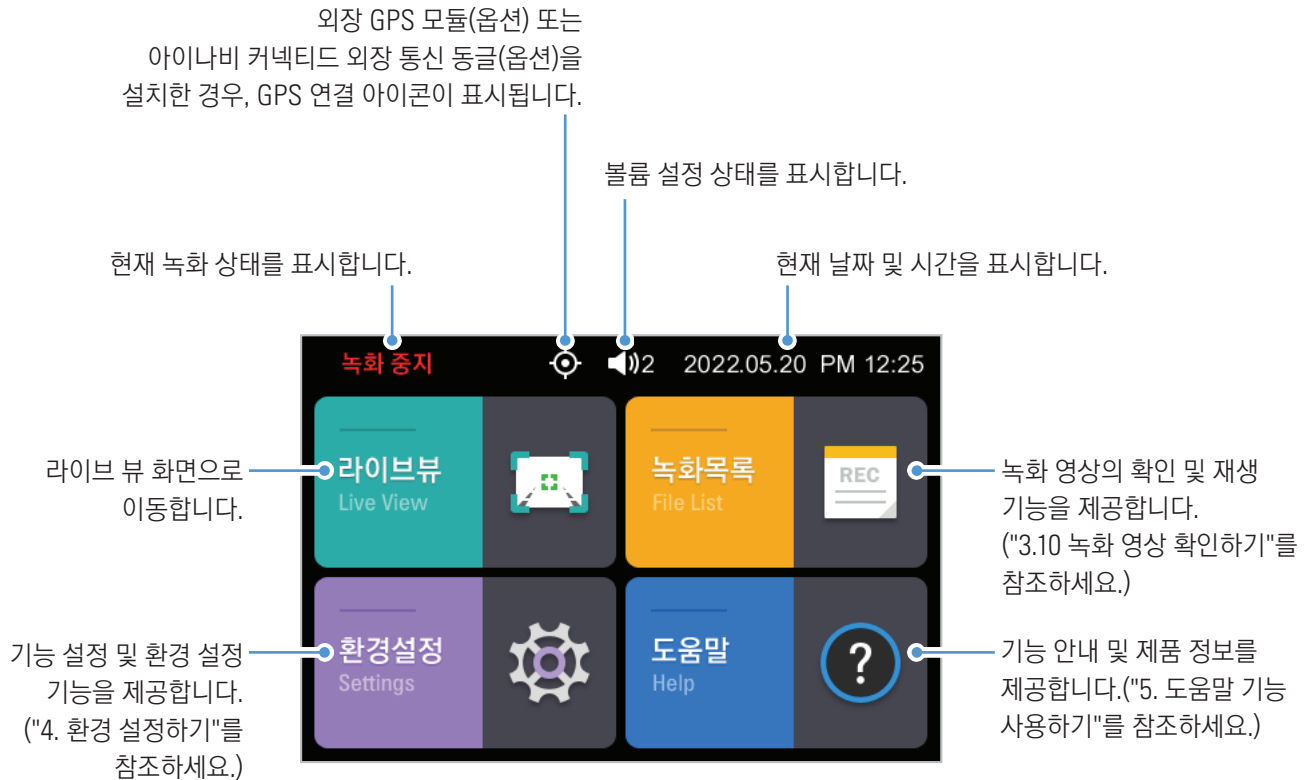 외장 GPS 모듈(옵션) 또는
아이나비 커넥티드 외장 통신 동글(옵션)을
설치한 경우, GPS 연결 아이콘이 표시됩니다.
볼륨 설정 상태를 표시합니다.
현재 녹화 상태를 표시합니다.
현재 날짜 및 시간을 표시합니다.
녹화 중지
2
2022.05.20 PM 12:25
라이브 뷰 화면으로
이동합니다.
라이브뷰
Live View
녹화목록
File List
REC
녹화 영상의 확인 및 재생
기능을 제공합니다.
("3.10 녹화 영상 확인하기"를
참조하세요.)
기능 설정 및 환경 설정
기능을 제공합니다.
("4. 환경 설정하기"를
참조하세요.)
환경설정
Settings
도움말
Help
?
기능 안내 및 제품 정보를
제공합니다.("5. 도움말 기능
사용하기"를 참조하세요.)